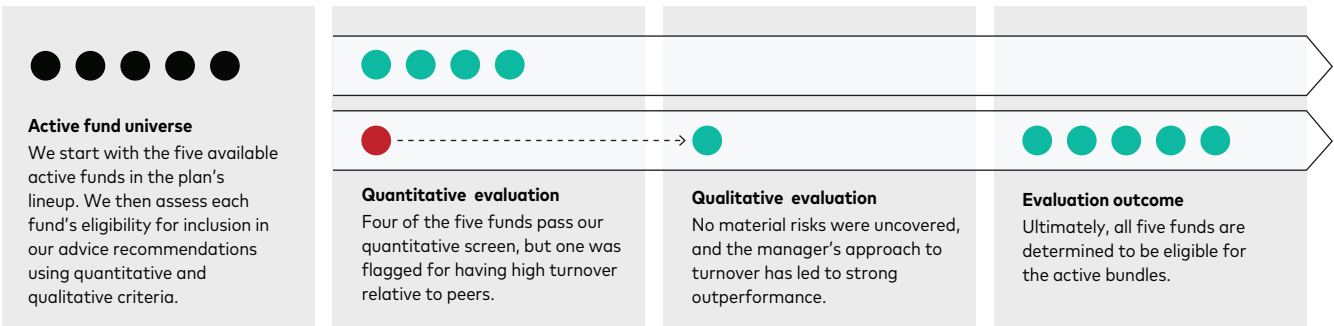 Active fund universe
We start with the five available
active funds in the plan's
lineup. We then assess each
fund's eligibility for inclusion in
our advice recommendations
using quantitative and
qualitative criteria.
Quantitative evaluation
Four of the five funds pass our
quantitative screen, but one was
flagged for having high turnover
relative to peers.
Qualitative evaluation
No material risks were uncovered,
and the manager's approach to
turnover has led to strong
outperformance.
Evaluation outcome
Ultimately, all five funds are
determined to be eligible for
the active bundles.